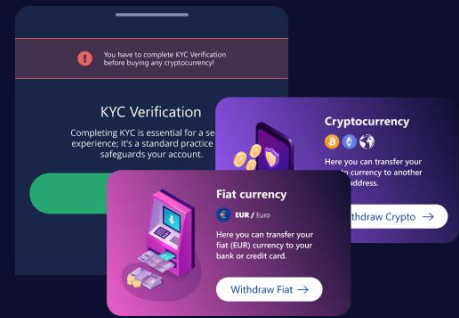 You have to complete KYC Verification
before buying any cryptocurrency!
KYC Verification
Completing KYC is essential for a se
experience; it's a standard practice
safeguards your account.
Cryptocurrency
Here you can transfer your
to currency to another
address.
thdraw Crypto →
Fiat currency
€ EUR / Euro
Here you can transfer your
fiat (EUR) currency to your
bank or credit card.
Withdraw Fiat →